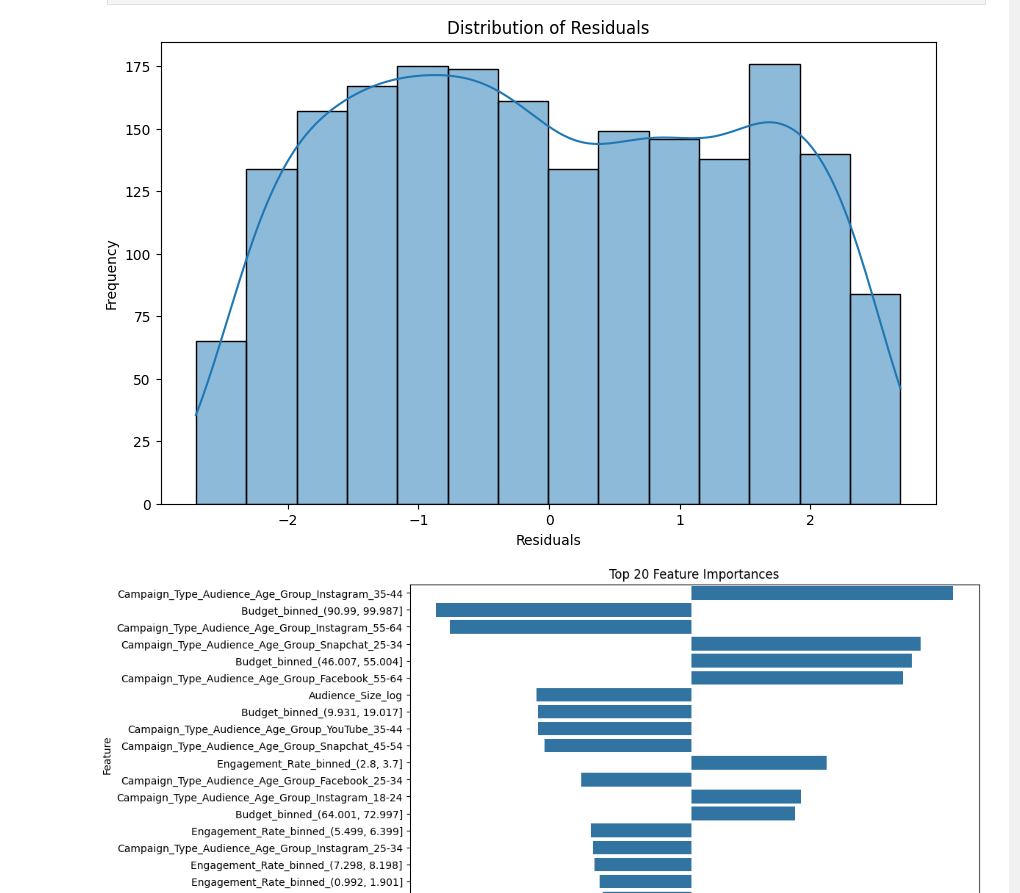 Distribution of Residuals
175
150
125
100
75
50
25
0
Frequency
−2
−1
0
1
2
Residuals
Top 20 Feature Importances
Campaign_Type_Audience_Age_Group_Instagram_35-44
Budget_binned_(90.99, 99.987]
Campaign_Type_Audience_Age_Group_Instagram_55-64
Campaign_Type_Audience_Age_Group_Snapchat_25-34
Budget_binned_(46.007, 55.004]
Campaign_Type_Audience_Age_Group_Facebook_55-64
Audience_Size_log
Budget_binned_(9.931, 19.017]
Campaign_Type_Audience_Age_Group_YouTube_35-44
Campaign_Type_Audience_Age_Group_Snapchat_45-54
Engagement_Rate_binned_(2.8, 3.7]
Campaign_Type_Audience_Age_Group_Facebook_25-34
Campaign_Type_Audience_Age_Group_Instagram_18-24
Budget_binned_(64.001, 72.997]
Engagement_Rate_binned_(5.499, 6.399]
Campaign_Type_Audience_Age_Group_Instagram_25-34
Engagement_Rate_binned_(7.298, 8.198]
Engagement_Rate_binned_(0.992, 1.901]
Feature